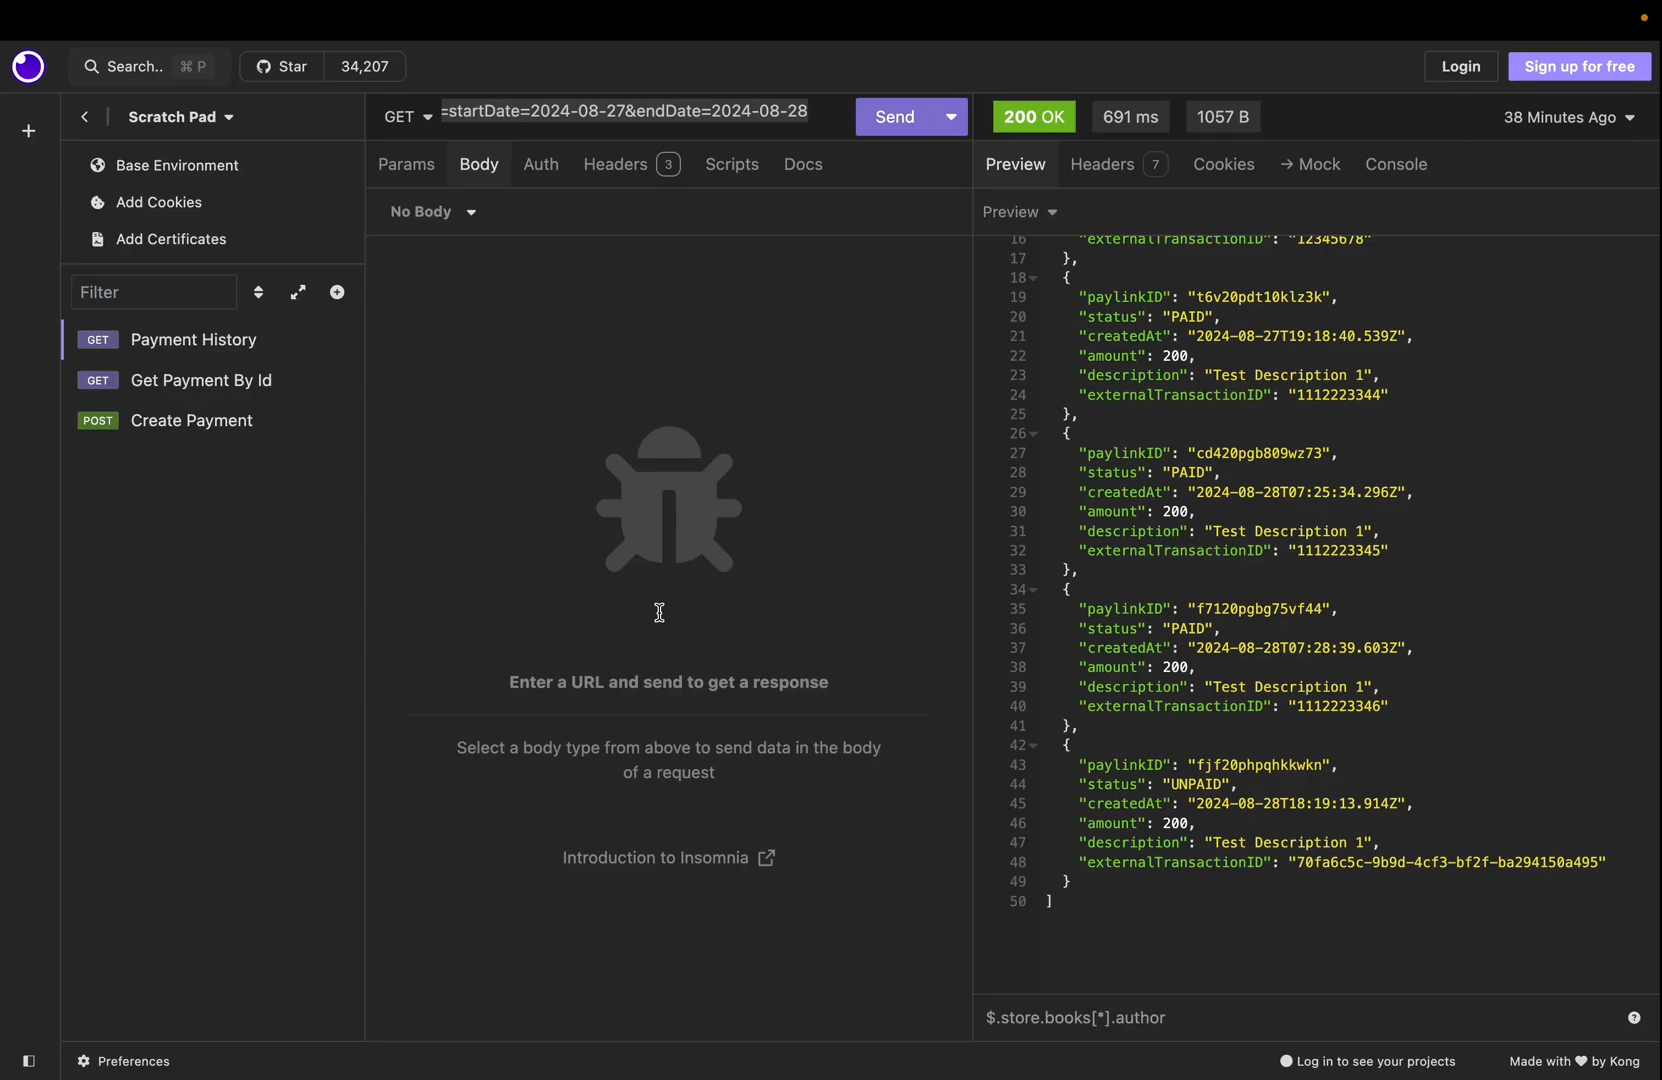 Search.. ⌘ P
Star 34,207
Login
Sign up for free
Scratch Pad
GET =startDate=2024-08-27&endDate=2024-08-28
Send
200 OK
691 ms
1057 B
38 Minutes Ago
Base Environment
Add Cookies
Add Certificates
Filter
GET Payment History
GET Get Payment By Id
POST Create Payment
Params Body Auth Headers 3 Scripts Docs
No Body
Enter a URL and send to get a response
Select a body type from above to send data in the body
of a request
Introduction to Insomnia
Preview Headers 7 Cookies → Mock Console
Preview
16 "externalTransactionID": "12345678"
17 },
18 {
19 "paylinkID": "t6v20pdt10klz3k",
20 "status": "PAID",
21 "createdAt": "2024-08-27T19:18:40.539Z",
22 "amount": 200,
23 "description": "Test Description 1",
24 "externalTransactionID": "1112223344"
25 },
26 {
27 "paylinkID": "cd420pgb809wz73",
28 "status": "PAID",
29 "createdAt": "2024-08-28T07:25:34.296Z",
30 "amount": 200,
31 "description": "Test Description 1",
32 "externalTransactionID": "1112223345"
33 },
34 {
35 "paylinkID": "f7120pgbg75vf44",
36 "status": "PAID",
37 "createdAt": "2024-08-28T07:28:39.603Z",
38 "amount": 200,
39 "description": "Test Description 1",
40 "externalTransactionID": "1112223346"
41 },
42 {
43 "paylinkID": "fjf20phpqhkkwkn",
44 "status": "UNPAID",
45 "createdAt": "2024-08-28T18:19:13.914Z",
46 "amount": 200,
47 "description": "Test Description 1",
48 "externalTransactionID": "70fa6c5c-9b9d-4cf3-bf2f-ba294150a495"
49 }
50 ]
$.store.books[*].author
Preferences
Log in to see your projects
Made with ♥ by Kong